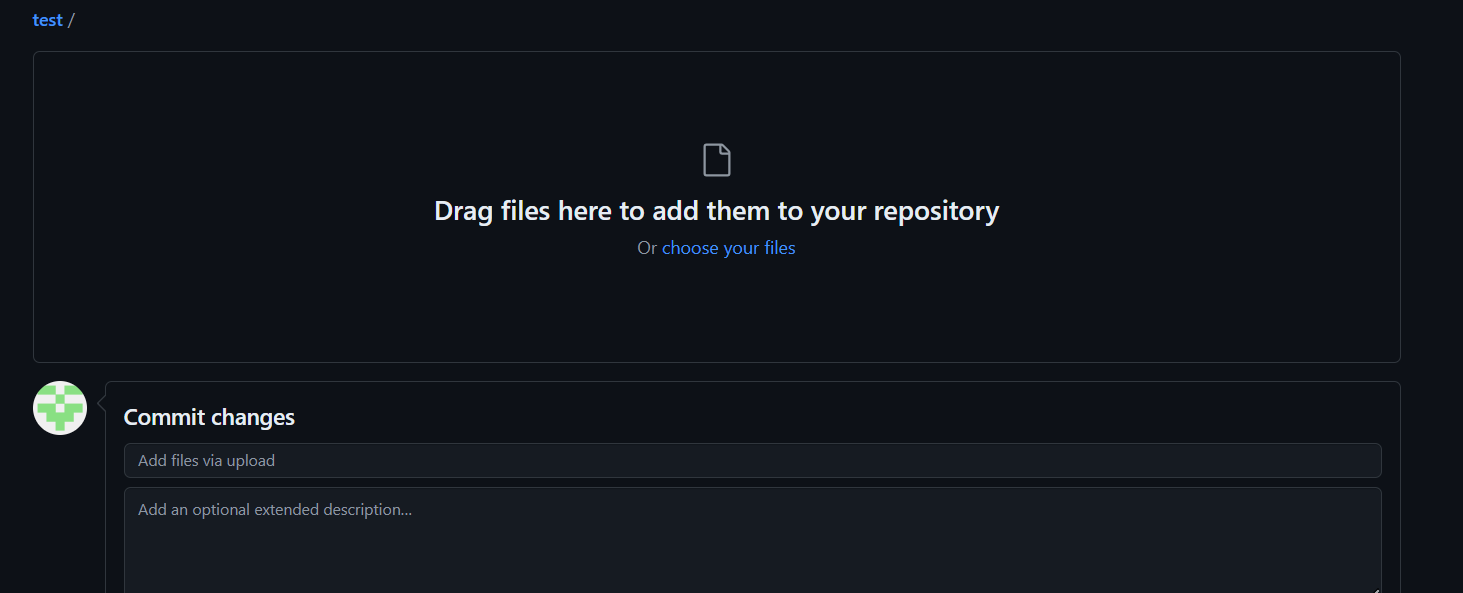 test /
Drag files here to add them to your repository
Or choose your files
Commit changes
Add files via upload
Add an optional extended description...